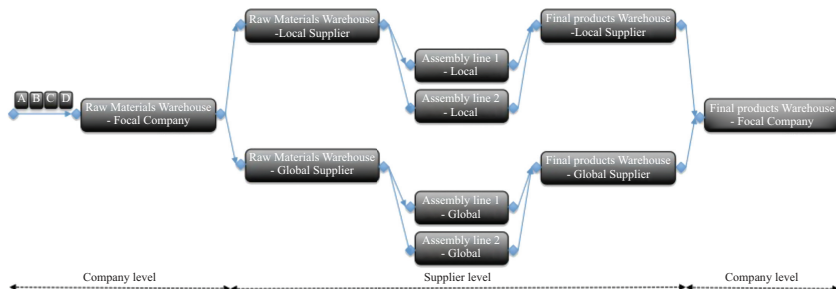 A B C D
Raw Materials Warehouse
- Focal Company
Raw Materials Warehouse
-Local Supplier
Assembly line 1
- Local
Assembly line 2
- Local
Final products Warehouse
-Local Supplier
Raw Materials Warehouse
- Global Supplier
Assembly line 1
- Global
Assembly line 2
- Global
Final products Warehouse
- Global Supplier
Final products Warehouse
- Focal Company
Company level
Supplier level
Company level